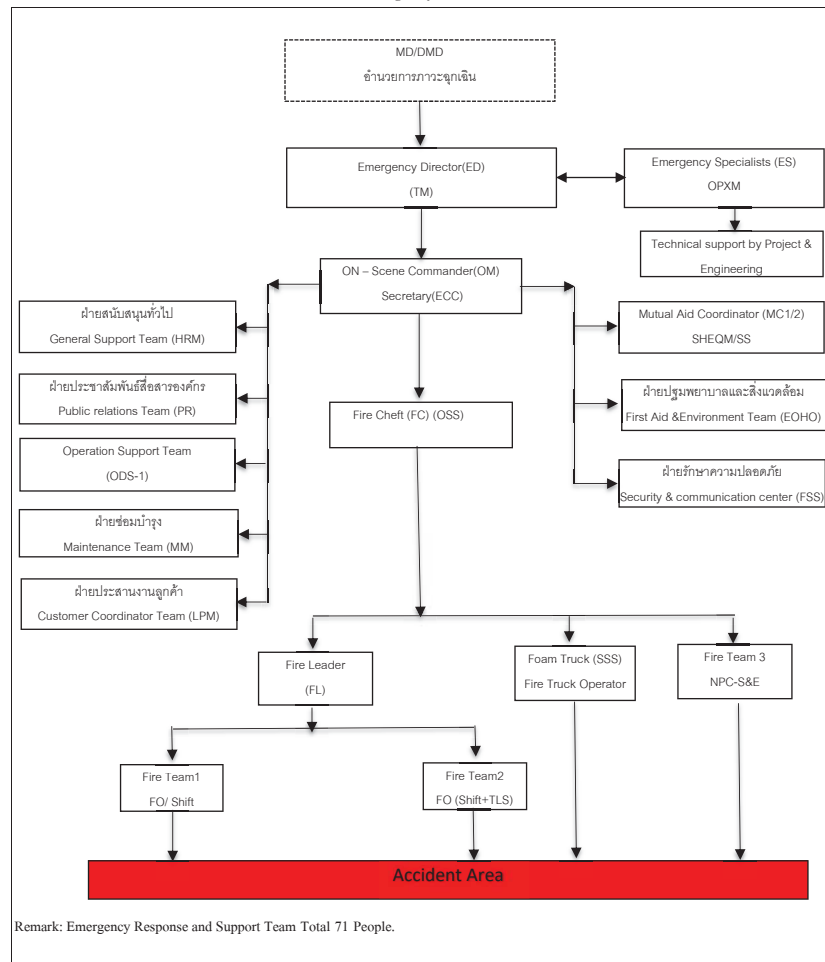 MD/DMD
อำนวยการภาวะฉุกเฉิน
Emergency Director(ED)
(TM)
Emergency Specialists (ES)
OPXM
Technical support by Project &
Engineering
ON – Scene Commander(OM)
Secretary(ECC)
ฝ่ายสนับสนุนทั่วไป
General Support Team (HRM)
Mutual Aid Coordinator (MC1/2)
SHEQM/SS
ฝ่ายประชาสัมพันธ์สื่อสารองค์กร
Public relations Team (PR)
Fire Cheft (FC) (OSS)
ฝ่ายปฐมพยาบาลและสิ่งแวดล้อม
First Aid &Environment Team (EOHO)
Operation Support Team
(ODS-1)
ฝ่ายรักษาความปลอดภัย
Security & communication center (FSS)
ฝ่ายซ่อมบำรุง
Maintenance Team (MM)
ฝ่ายประสานงานลูกค้า
Customer Coordinator Team (LPM)
Fire Leader
(FL)
Foam Truck (SSS)
Fire Truck Operator
Fire Team 3
NPC-S&E
Fire Team1
FO/ Shift
Fire Team2
FO (Shift+TLS)
Accident Area
Remark: Emergency Response and Support Team Total 71 People.